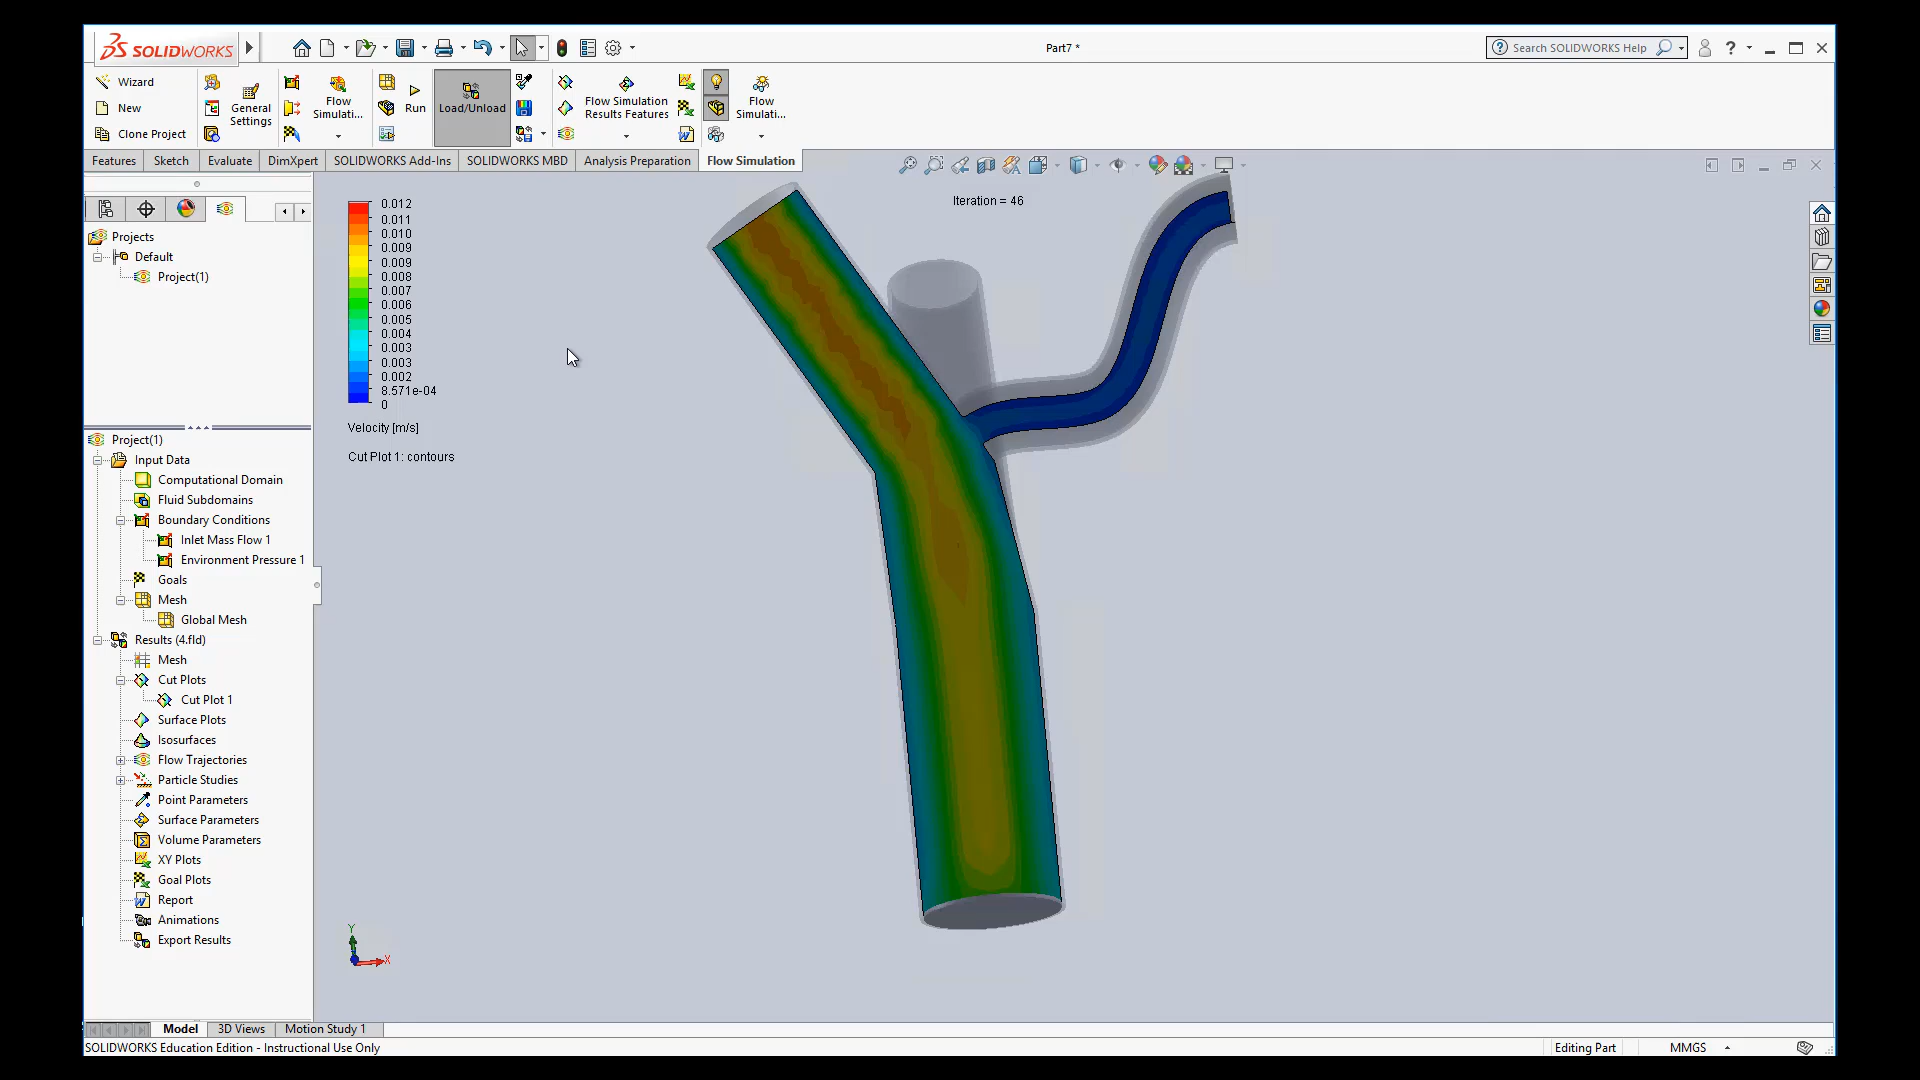 SOLIDWORKS
Part7 *
Search SOLIDWORKS Help
Wizard
New
Clone Project
General Settings
Flow Simulati...
Run
Load/Unload
Flow Simulation Results Features
Flow Simulati...
Features
Sketch
Evaluate
DimXpert
SOLIDWORKS Add-Ins
SOLIDWORKS MBD
Analysis Preparation
Flow Simulation
Projects
Default
Project(1)
Project(1)
Input Data
Computational Domain
Fluid Subdomains
Boundary Conditions
Inlet Mass Flow 1
Environment Pressure 1
Goals
Mesh
Global Mesh
Results (4.fld)
Mesh
Cut Plots
Cut Plot 1
Surface Plots
Isosurfaces
Flow Trajectories
Particle Studies
Point Parameters
Surface Parameters
Volume Parameters
XY Plots
Goal Plots
Report
Animations
Export Results
0.012
0.011
0.010
0.009
0.009
0.008
0.007
0.006
0.005
0.004
0.003
0.003
0.002
8.571e-04
0
Velocity [m/s]
Cut Plot 1: contours
Iteration = 46
Y
X
Model
3D Views
Motion Study 1
SOLIDWORKS Education Edition - Instructional Use Only
Editing Part
MMGS